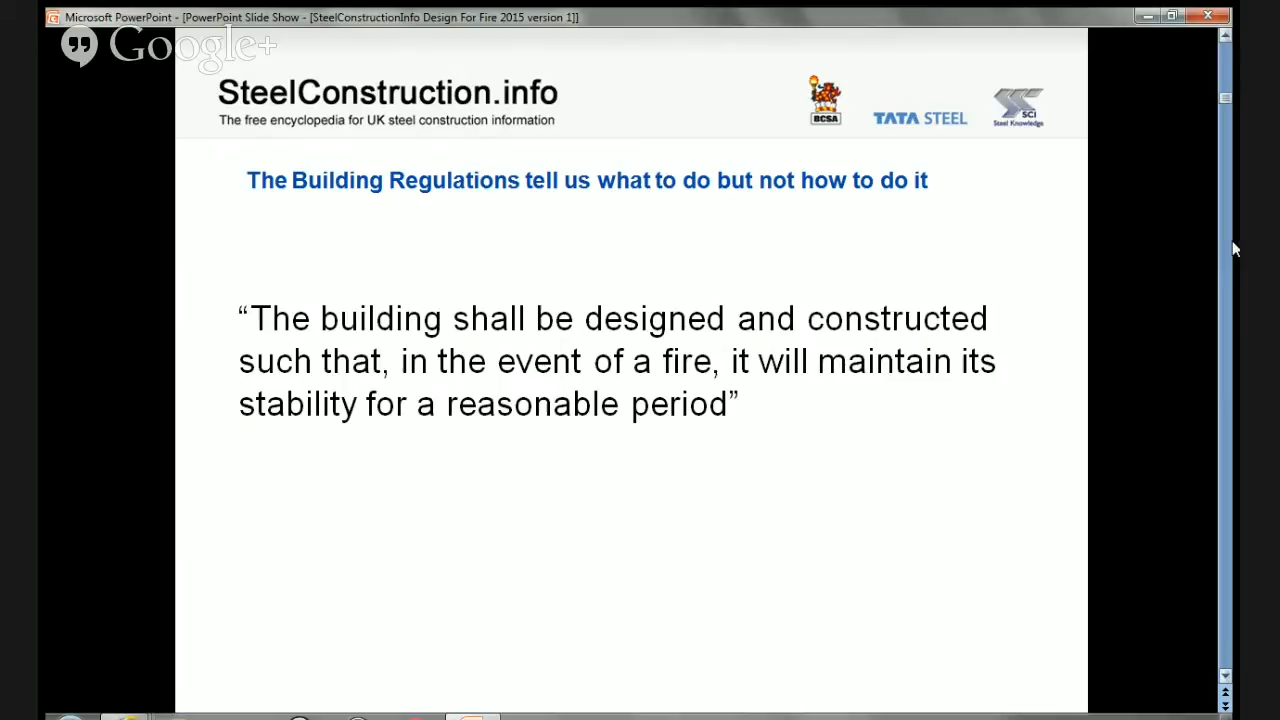 Microsoft PowerPoint - [PowerPoint Slide Show - [SteelConstructionInfo Design For Fire 2015 version 1]]
Google+
SteelConstruction.info
The free encyclopedia for UK steel construction information
BCSA
TATA STEEL
SCI
Steel Knowledge
The Building Regulations tell us what to do but not how to do it
“The building shall be designed and constructed
such that, in the event of a fire, it will maintain its
stability for a reasonable period”